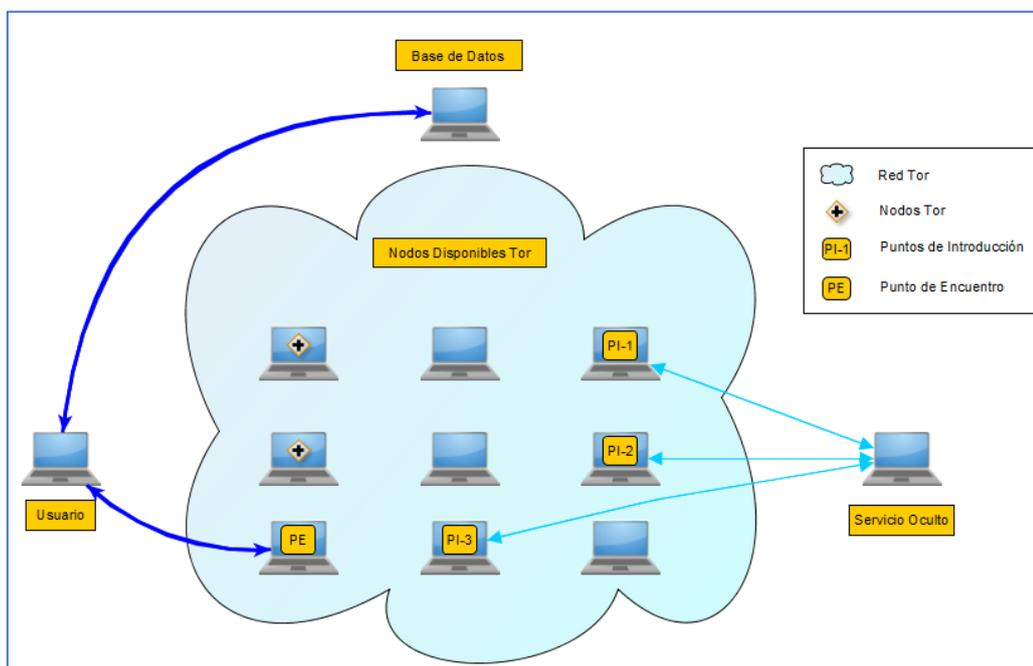 Base de Datos
Red Tor
Nodos Tor
PI-1
Puntos de Introducción
PE
Punto de Encuentro
Nodos Disponibles Tor
PI-1
PI-2
Usuario
PE
PI-3
Servicio Oculto